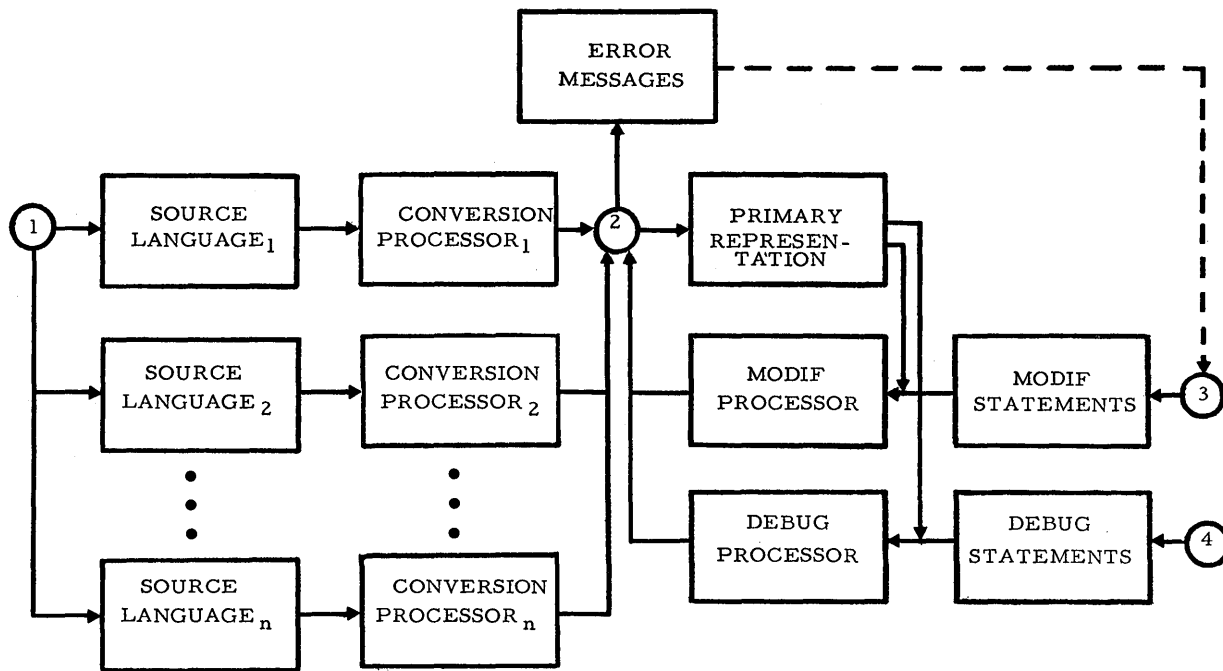 ERROR
MESSAGES
1
SOURCE
LANGUAGE₁
CONVERSION
PROCESSOR₁
2
PRIMARY
REPRESEN-
TATION
SOURCE
LANGUAGE₂
CONVERSION
PROCESSOR₂
MODIF
PROCESSOR
MODIF
STATEMENTS
3
DEBUG
PROCESSOR
DEBUG
STATEMENTS
4
SOURCE
LANGUAGEₙ
CONVERSION
PROCESSORₙ